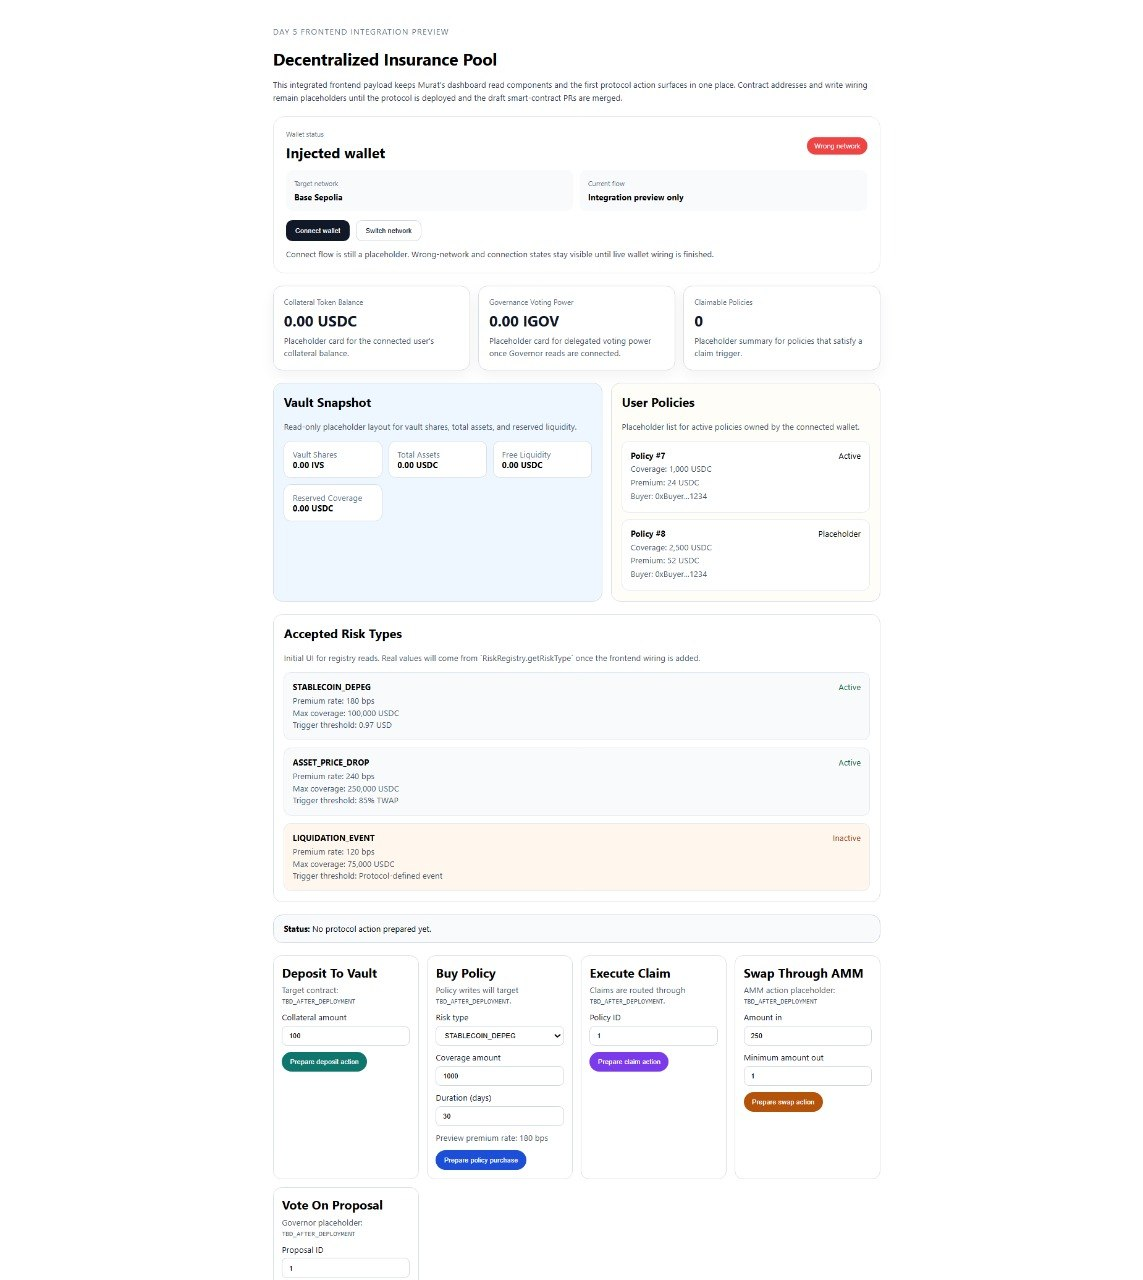 DAY 5 FRONTEND INTEGRATION PREVIEW
Decentralized Insurance Pool
This integrated frontend payload keeps Murat's dashboard read components and the first protocol action surfaces in one place. Contract addresses and write wiring
remain placeholders until the protocol is deployed and the draft smart-contract PRs are merged.
Wallet status
Injected wallet
Wrong network
Target network
Base Sepolia
Current flow
Integration preview only
Connect wallet
Switch network
Connect flow is still a placeholder. Wrong-network and connection states stay visible until live wallet wiring is finished.
Collateral Token Balance
0.00 USDC
Placeholder card for the connected user's
collateral balance.
Governance Voting Power
0.00 IGOV
Placeholder card for delegated voting power
once Governor reads are connected.
Claimable Policies
0
Placeholder summary for policies that satisfy a
claim trigger.
Vault Snapshot
Read-only placeholder layout for vault shares, total assets, and reserved liquidity.
Vault Shares
0.00 IVS
Total Assets
0.00 USDC
Free Liquidity
0.00 USDC
Reserved Coverage
0.00 USDC
User Policies
Placeholder list for active policies owned by the connected wallet.
Policy #7
Active
Coverage: 1,000 USDC
Premium: 24 USDC
Buyer: 0xBuyer...1234
Policy #8
Placeholder
Coverage: 2,500 USDC
Premium: 52 USDC
Buyer: 0xBuyer...1234
Accepted Risk Types
Initial UI for registry reads. Real values will come from `RiskRegistry.getRiskType` once the frontend wiring is added.
STABLECOIN_DEPEG
Active
Premium rate: 180 bps
Max coverage: 100,000 USDC
Trigger threshold: 0.97 USD
ASSET_PRICE_DROP
Active
Premium rate: 240 bps
Max coverage: 250,000 USDC
Trigger threshold: 85% TWAP
LIQUIDATION_EVENT
Inactive
Premium rate: 120 bps
Max coverage: 75,000 USDC
Trigger threshold: Protocol-defined event
Status: No protocol action prepared yet.
Deposit To Vault
Target contract:
TBD_AFTER_DEPLOYMENT
Collateral amount
100
Prepare deposit action
Buy Policy
Policy writes will target
TBD_AFTER_DEPLOYMENT.
Risk type
STABLECOIN_DEPEG
Coverage amount
1000
Duration (days)
30
Preview premium rate: 180 bps
Prepare policy purchase
Execute Claim
Claims are routed through
TBD_AFTER_DEPLOYMENT.
Policy ID
1
Prepare claim action
Swap Through AMM
AMM action placeholder:
TBD_AFTER_DEPLOYMENT
Amount in
250
Minimum amount out
1
Prepare swap action
Vote On Proposal
Governor placeholder:
TBD_AFTER_DEPLOYMENT
Proposal ID
1